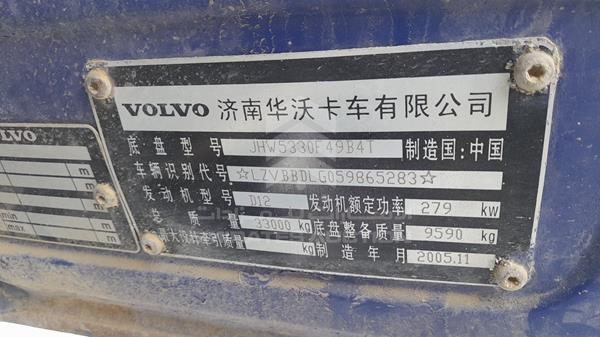 VOLVO 济南华沃卡车有限公司
底盘型号 JHW5330F49B4T 制造国:中国
车辆识别代号 ☆LZVBBDLG059865283☆
发动机型号 D12 发动机额定功率 279 kw
总质量 33000 kg 底盘整备质量 9590 kg
最大设计牵引质量 kg 制造年月 2005.11
LVO
m
m
m
m
min m
max m